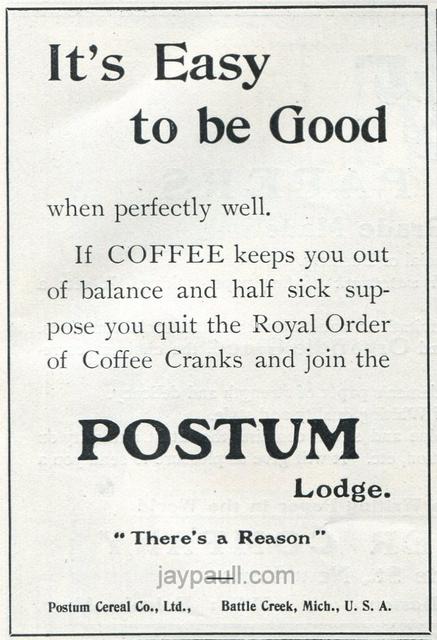 It's Easy
to be Good
when perfectly well.
If COFFEE keeps you out
of balance and half sick sup-
pose you quit the Royal Order
of Coffee Cranks and join the
POSTUM
Lodge.
"There's a Reason"
jaypaull.com
Postum Cereal Co., Ltd., Battle Creek, Mich., U. S. A.